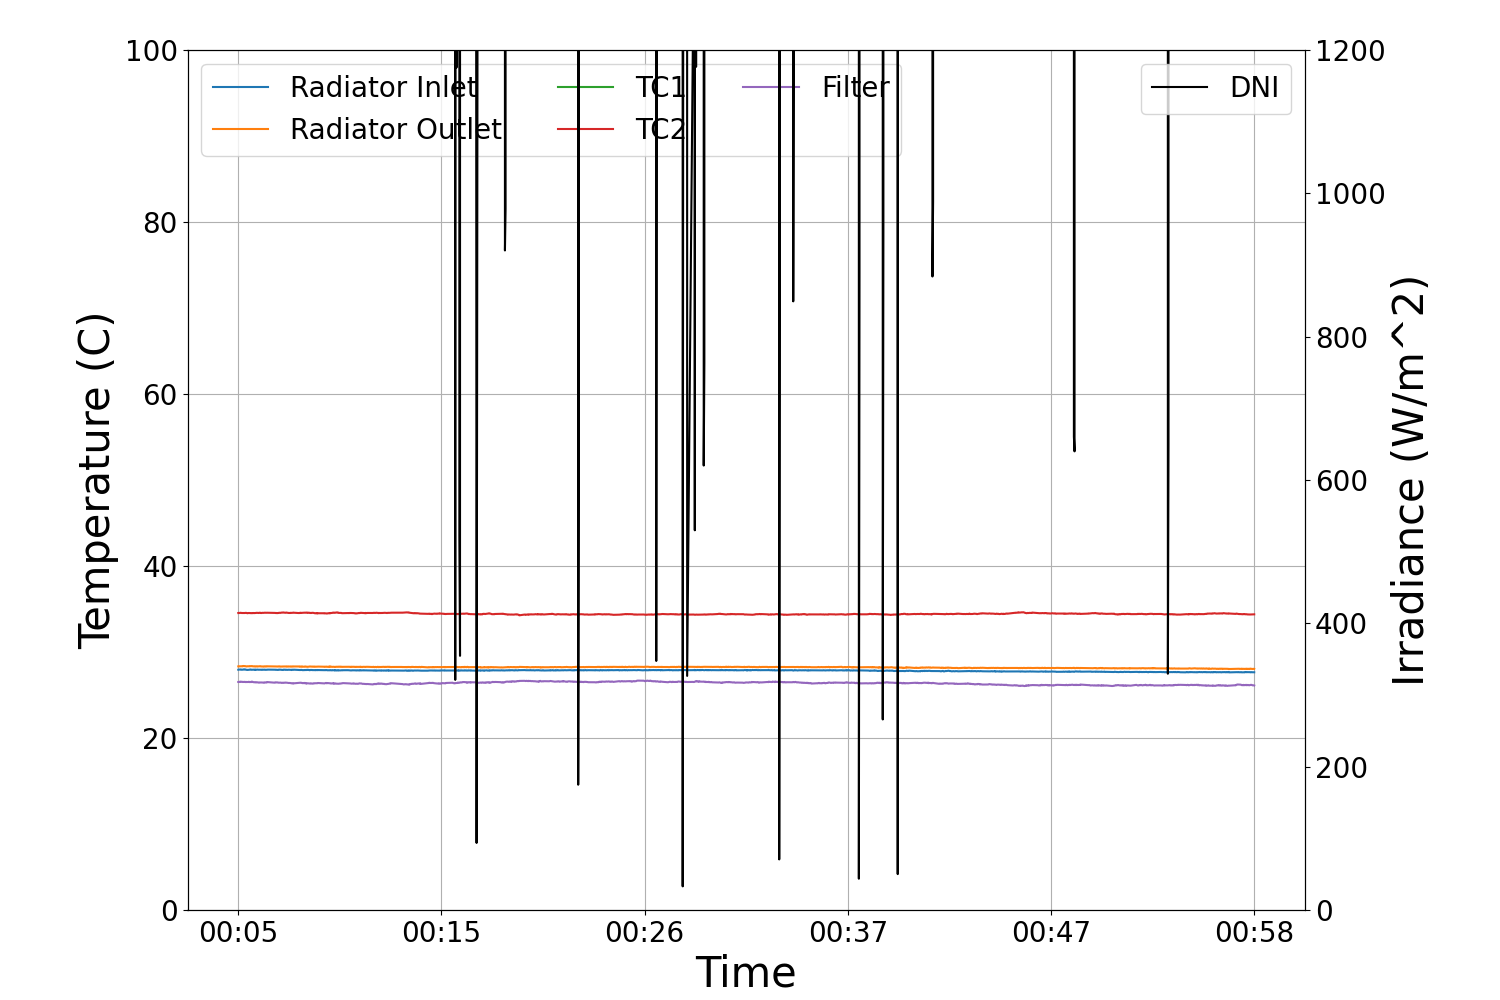 Radiator Inlet
Radiator Outlet
TC1
TC2
Filter
DNI
Temperature (C)
100
80
60
40
20
0
1200
1000
800
600
400
200
0
Irradiance (W/m^2)
00:05 00:15 00:26 00:37 00:47 00:58
Time